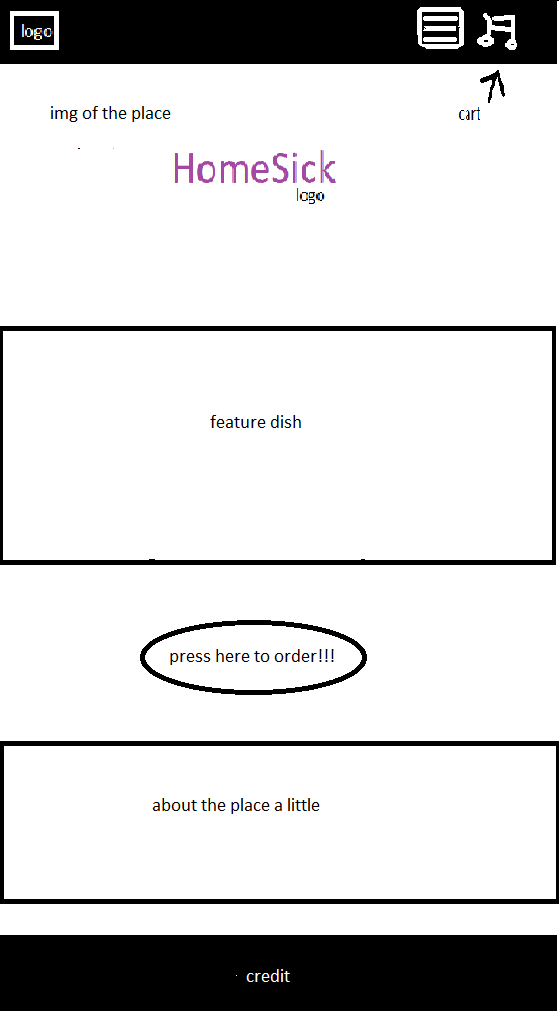 logo
img of the place
cart
HomeSick
logo
feature dish
press here to order!!!
about the place a little
credit